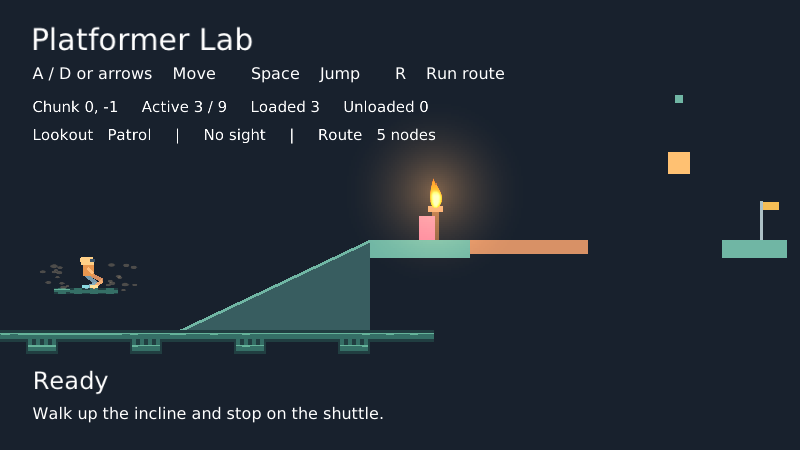 Platformer Lab
A / D or arrows Move Space Jump R Run route
Chunk 0, -1 Active 3 / 9 Loaded 3 Unloaded 0
Lookout Patrol | No sight | Route 5 nodes
Ready
Walk up the incline and stop on the shuttle.